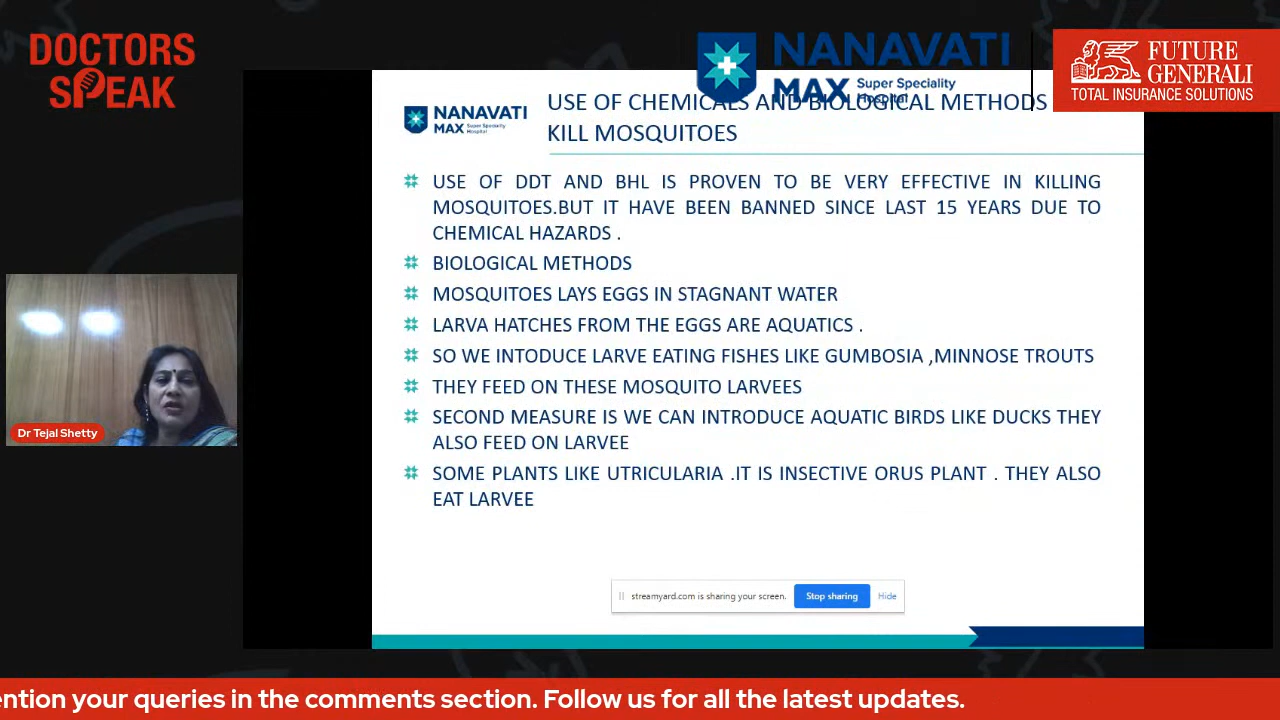 DOCTORS
SPEAK
NANAVATI
MAX Super Speciality
Hospital
FUTURE
GENERALI
TOTAL INSURANCE SOLUTIONS
NANAVATI
MAX Super Speciality
Hospital
USE OF CHEMICALS AND BIOLOGICAL METHODS
KILL MOSQUITOES
USE OF DDT AND BHL IS PROVEN TO BE VERY EFFECTIVE IN KILLING
MOSQUITOES.BUT IT HAVE BEEN BANNED SINCE LAST 15 YEARS DUE TO
CHEMICAL HAZARDS .
BIOLOGICAL METHODS
MOSQUITOES LAYS EGGS IN STAGNANT WATER
LARVA HATCHES FROM THE EGGS ARE AQUATICS .
SO WE INTODUCE LARVE EATING FISHES LIKE GUMBOSIA ,MINNOSE TROUTS
THEY FEED ON THESE MOSQUITO LARVEES
SECOND MEASURE IS WE CAN INTRODUCE AQUATIC BIRDS LIKE DUCKS THEY
ALSO FEED ON LARVEE
SOME PLANTS LIKE UTRICULARIA .IT IS INSECTIVE ORUS PLANT . THEY ALSO
EAT LARVEE
Dr Tejal Shetty
streamyard.com is sharing your screen. Stop sharing Hide
ention your queries in the comments section. Follow us for all the latest updates.